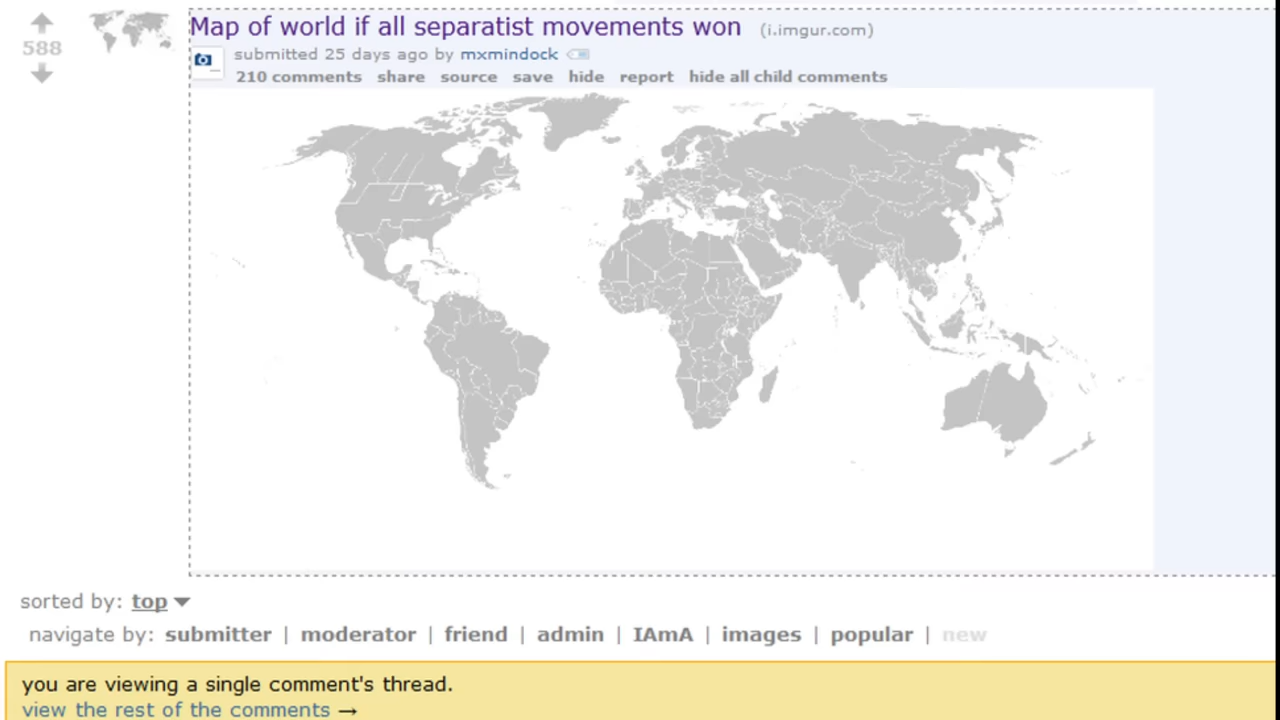 Map of world if all separatist movements won (i.imgur.com)
588
submitted 25 days ago by mxmindock
210 comments share source save hide report hide all child comments
sorted by: top
navigate by: submitter | moderator | friend | admin | IAmA | images | popular | new
you are viewing a single comment's thread.
view the rest of the comments →